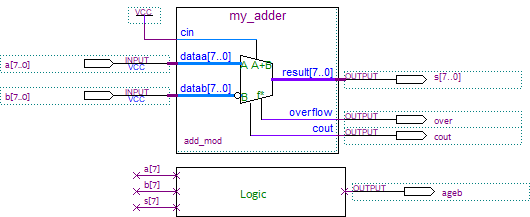 VCC
my_adder
cin
a[7..0]
INPUT
VCC
dataa[7..0]
A
A+B
result[7..0]
OUTPUT
s[7..0]
b[7..0]
INPUT
VCC
datab[7..0]
B
f*
overflow
OUTPUT
over
cout
OUTPUT
cout
add_mod
a[7]
b[7]
s[7]
Logic
OUTPUT
ageb